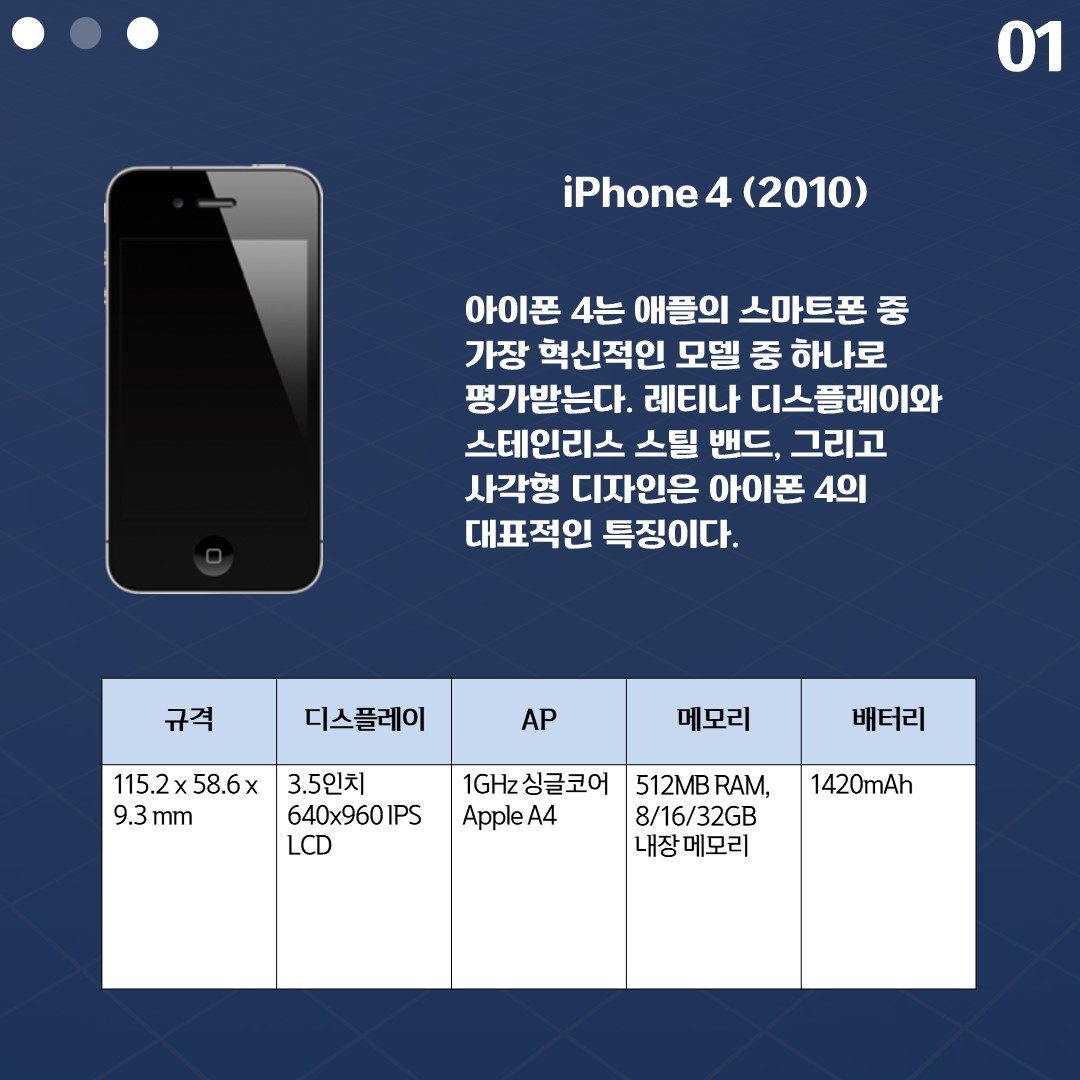 01
iPhone 4 (2010)
아이폰 4는 애플의 스마트폰 중
가장 혁신적인 모델 중 하나로
평가받는다. 레티나 디스플레이와
스테인리스 스틸 밴드, 그리고
사각형 디자인은 아이폰 4의
대표적인 특징이다.
규격 디스플레이 AP 메모리 배터리
115.2 x 58.6 x
9.3 mm
3.5인치
640x960 IPS
LCD
1GHz 싱글코어
Apple A4
512MB RAM,
8/16/32GB
내장 메모리
1420mAh